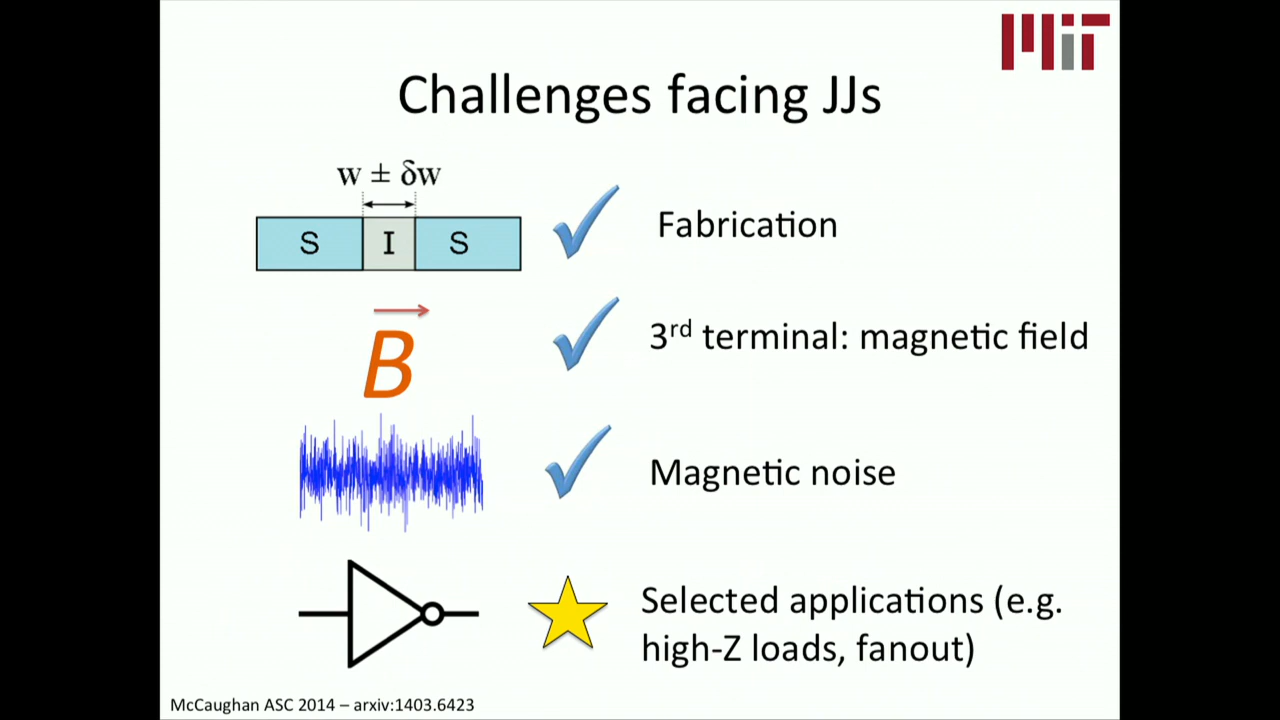 MIT
Challenges facing JJs
w ± δw
S I S
Fabrication
B
3rd terminal: magnetic field
Magnetic noise
Selected applications (e.g.
high-Z loads, fanout)
McCaughan ASC 2014 – arxiv:1403.6423